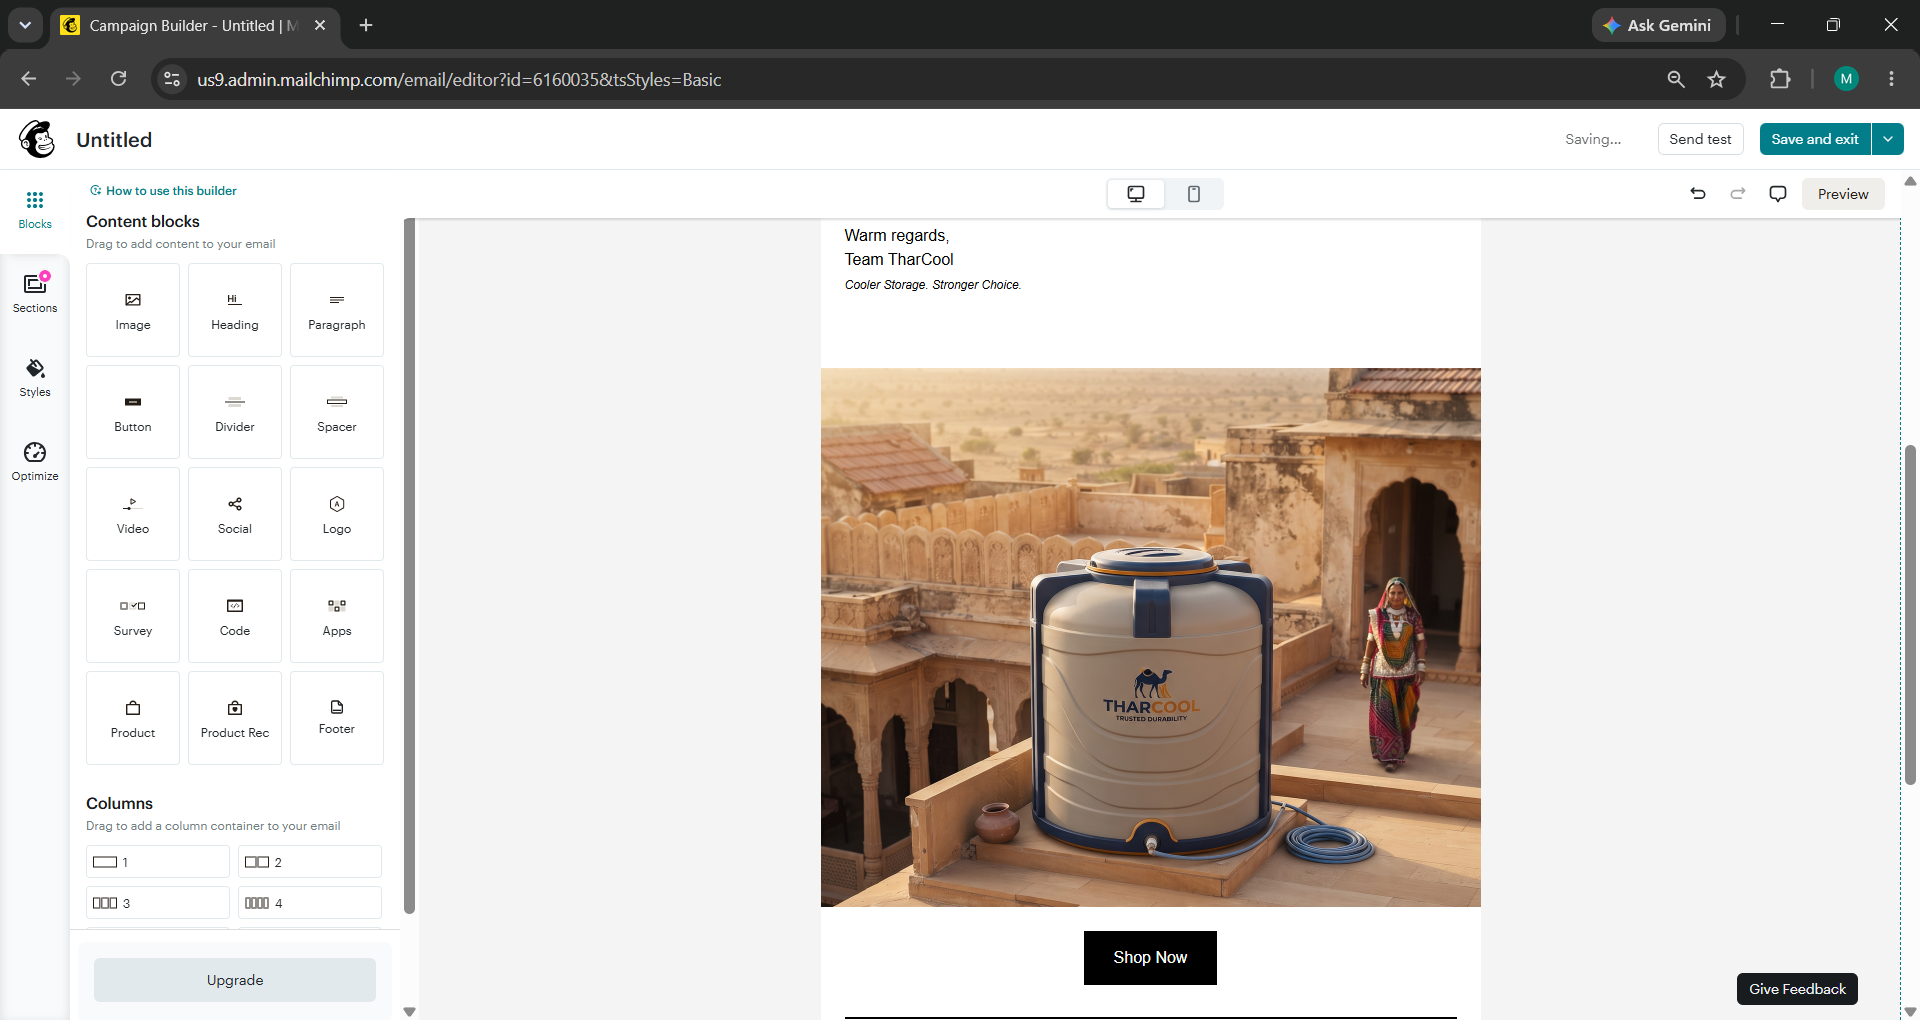 Campaign Builder - Untitled | M
Ask Gemini
us9.admin.mailchimp.com/email/editor?id=6160035&tsStyles=Basic
M
Untitled
Saving...
Send test
Save and exit
How to use this builder
Preview
Blocks
Sections
Styles
Optimize
Content blocks
Drag to add content to your email
Image
Hi
Heading
Paragraph
Button
Divider
Spacer
Video
Social
A
Logo
Survey
Code
Apps
Product
Product Rec
Footer
Columns
Drag to add a column container to your email
1
2
3
4
Upgrade
Warm regards,
Team TharCool
Cooler Storage. Stronger Choice.
THARCOOL
TRUSTED DURABILITY
Shop Now
Give Feedback